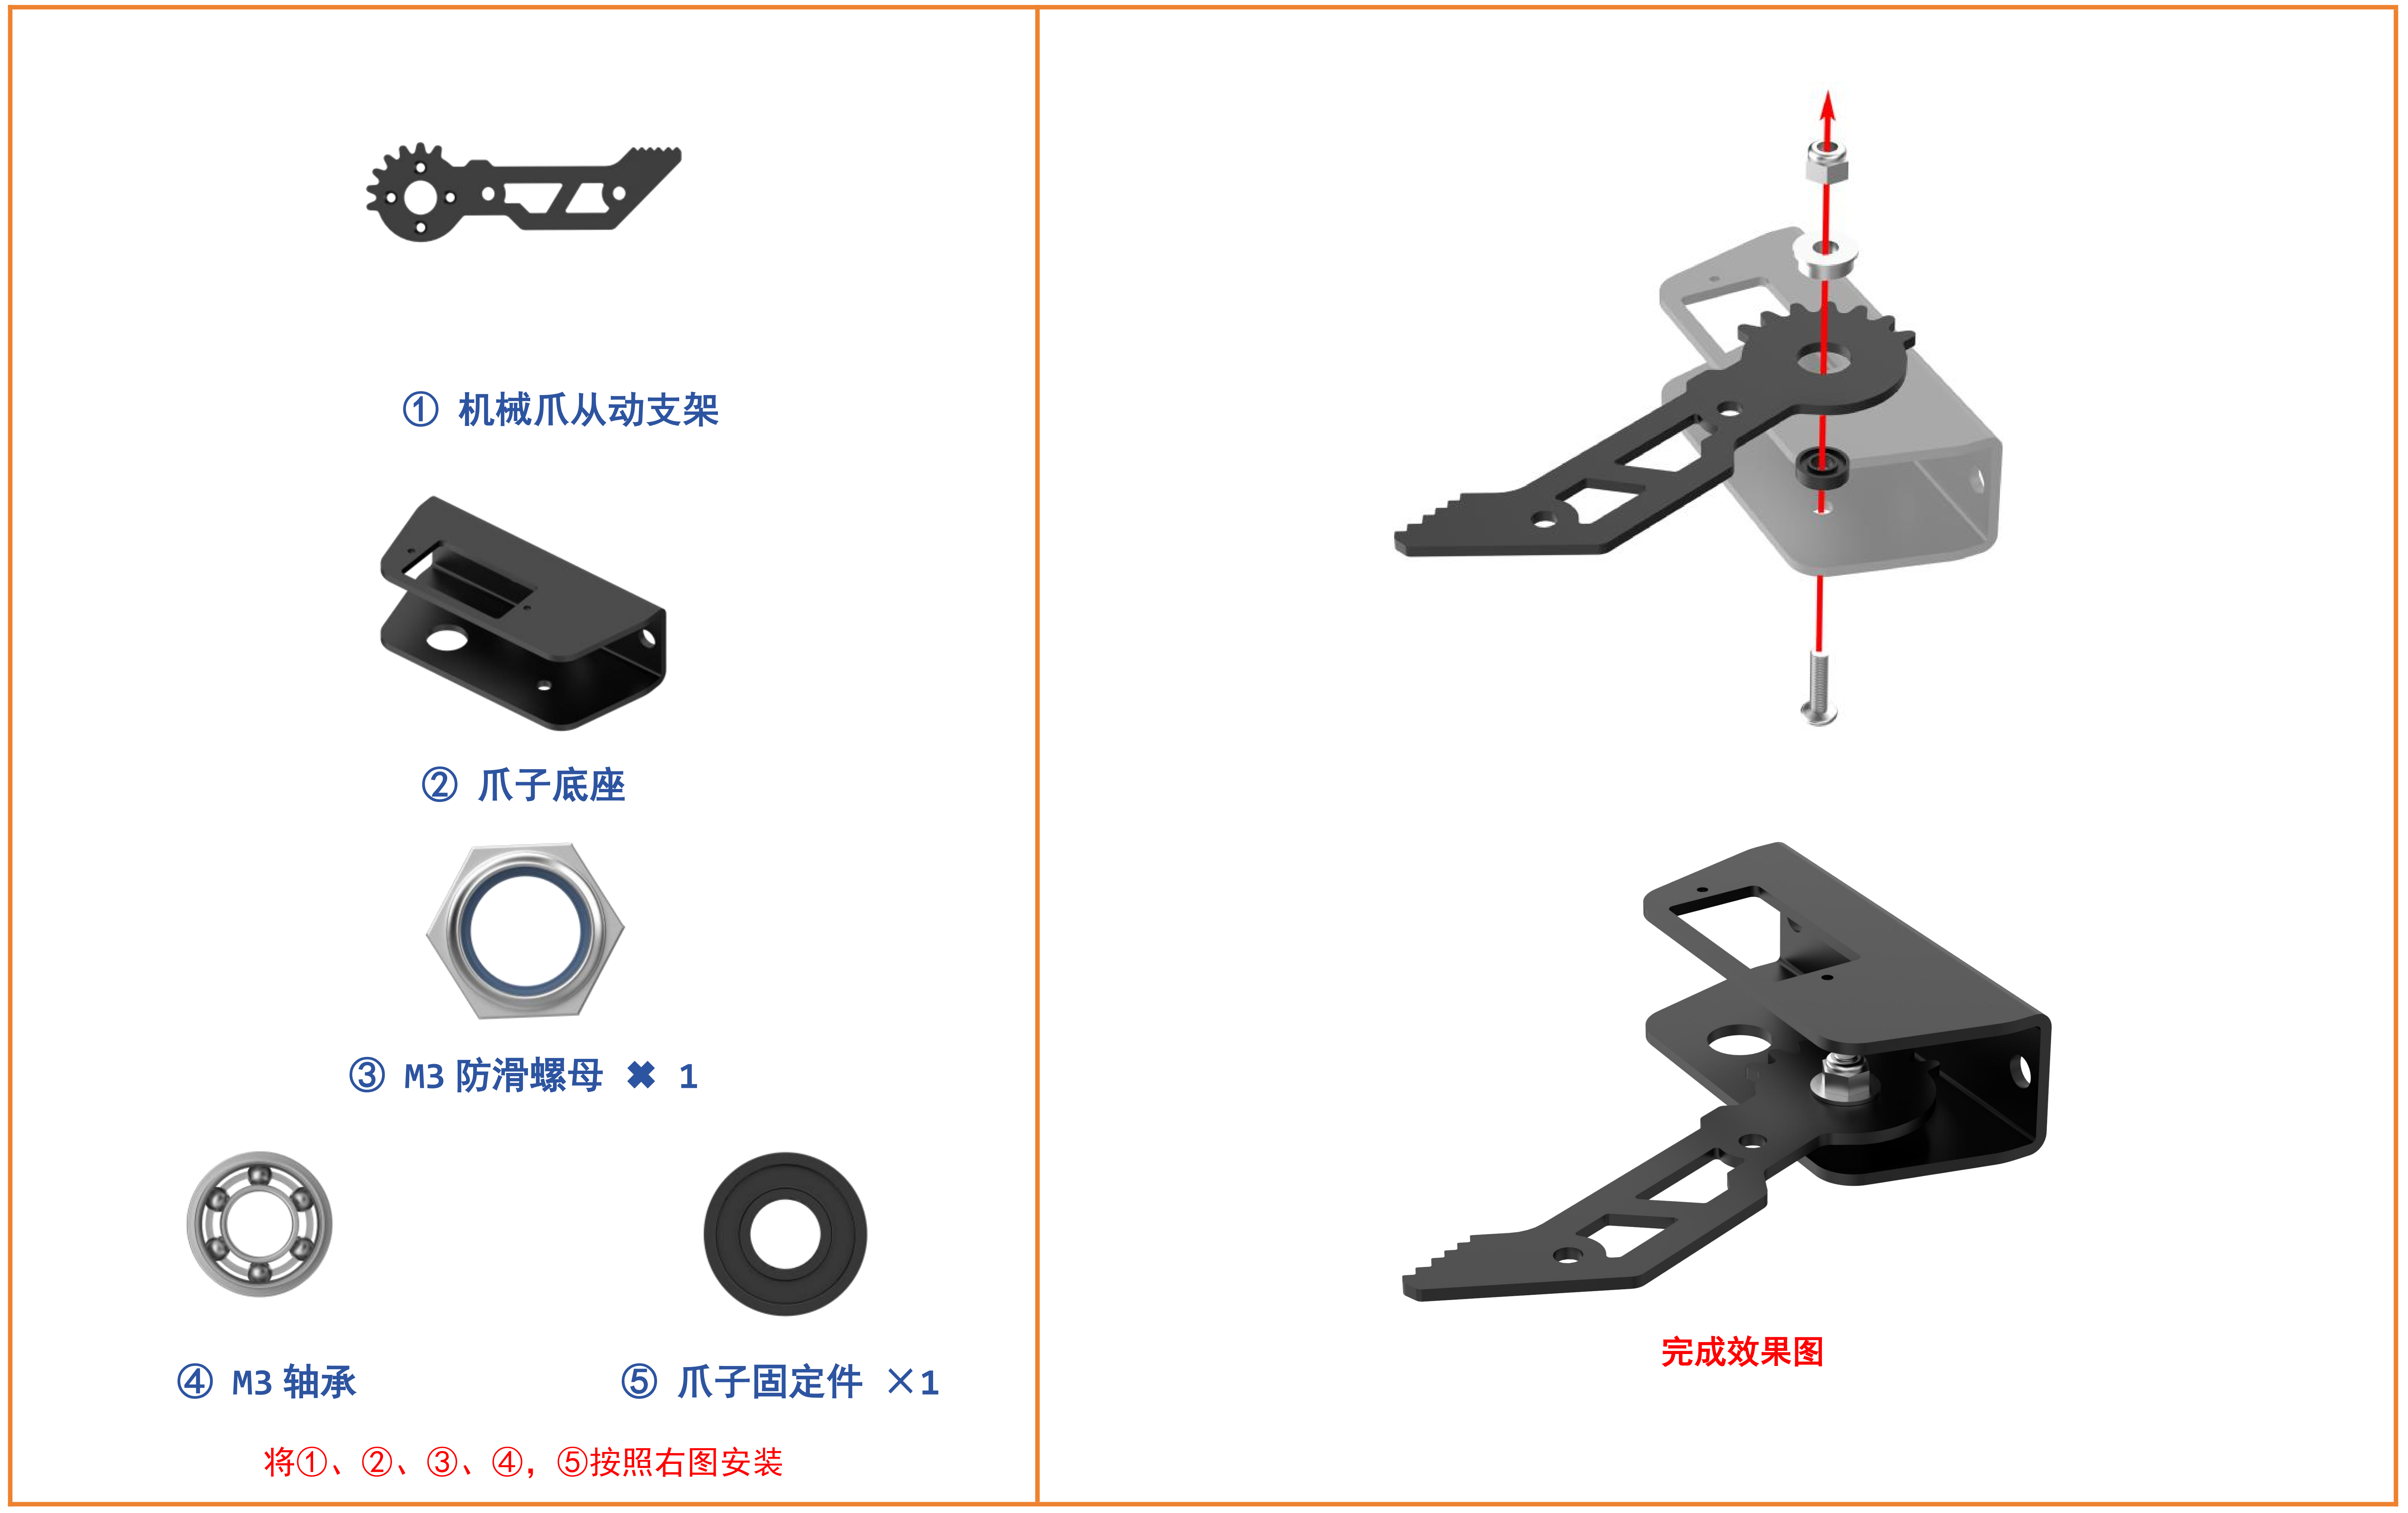 ① 机械爪从动支架
② 爪子底座
③ M3 防滑螺母 ✖ 1
④ M3 轴承
⑤ 爪子固定件 ×1
将①、②、③、④，⑤按照右图安装
完成效果图